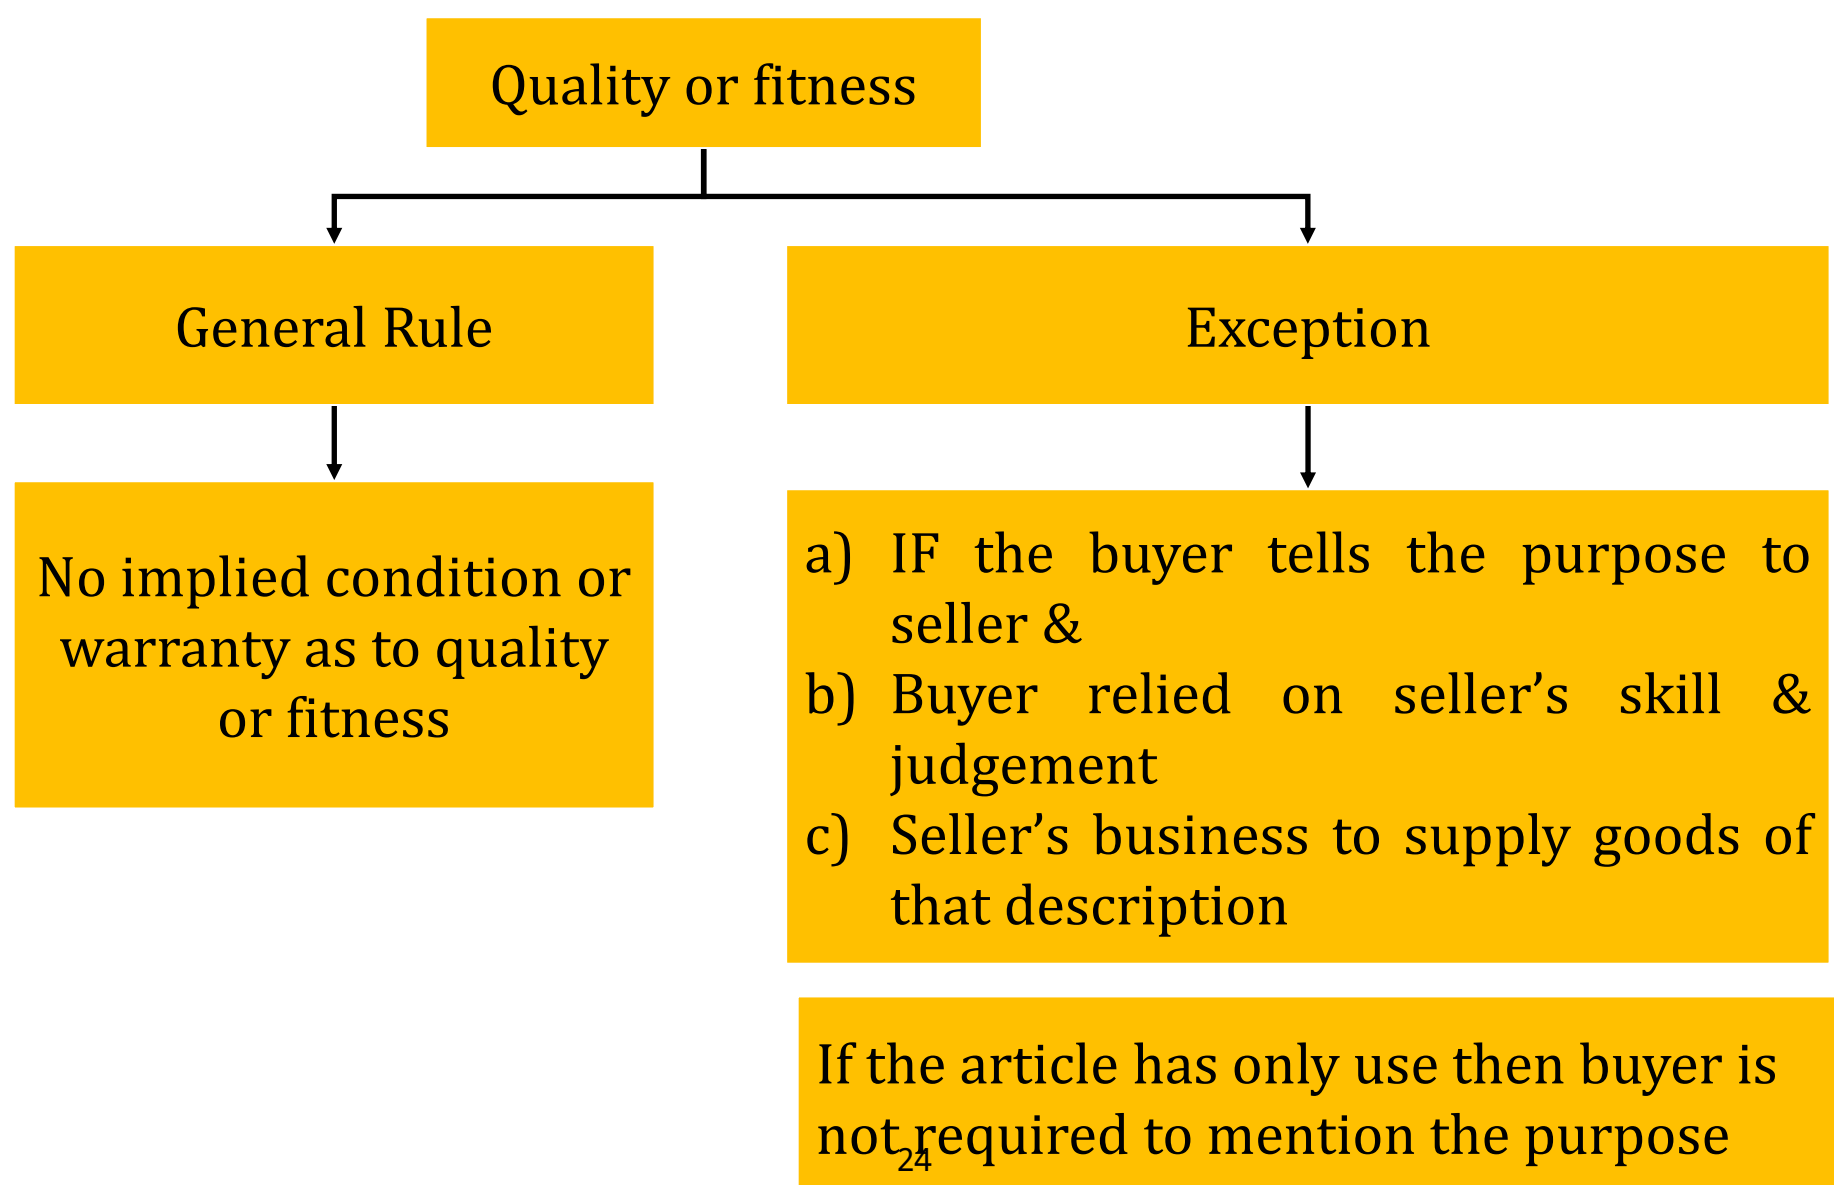 Quality or fitness
General Rule
Exception
No implied condition or
warranty as to quality
or fitness
a) IF the buyer tells the purpose to
seller &
b) Buyer relied on seller’s skill &
judgement
c) Seller’s business to supply goods of
that description
If the article has only use then buyer is
not required to mention the purpose
24